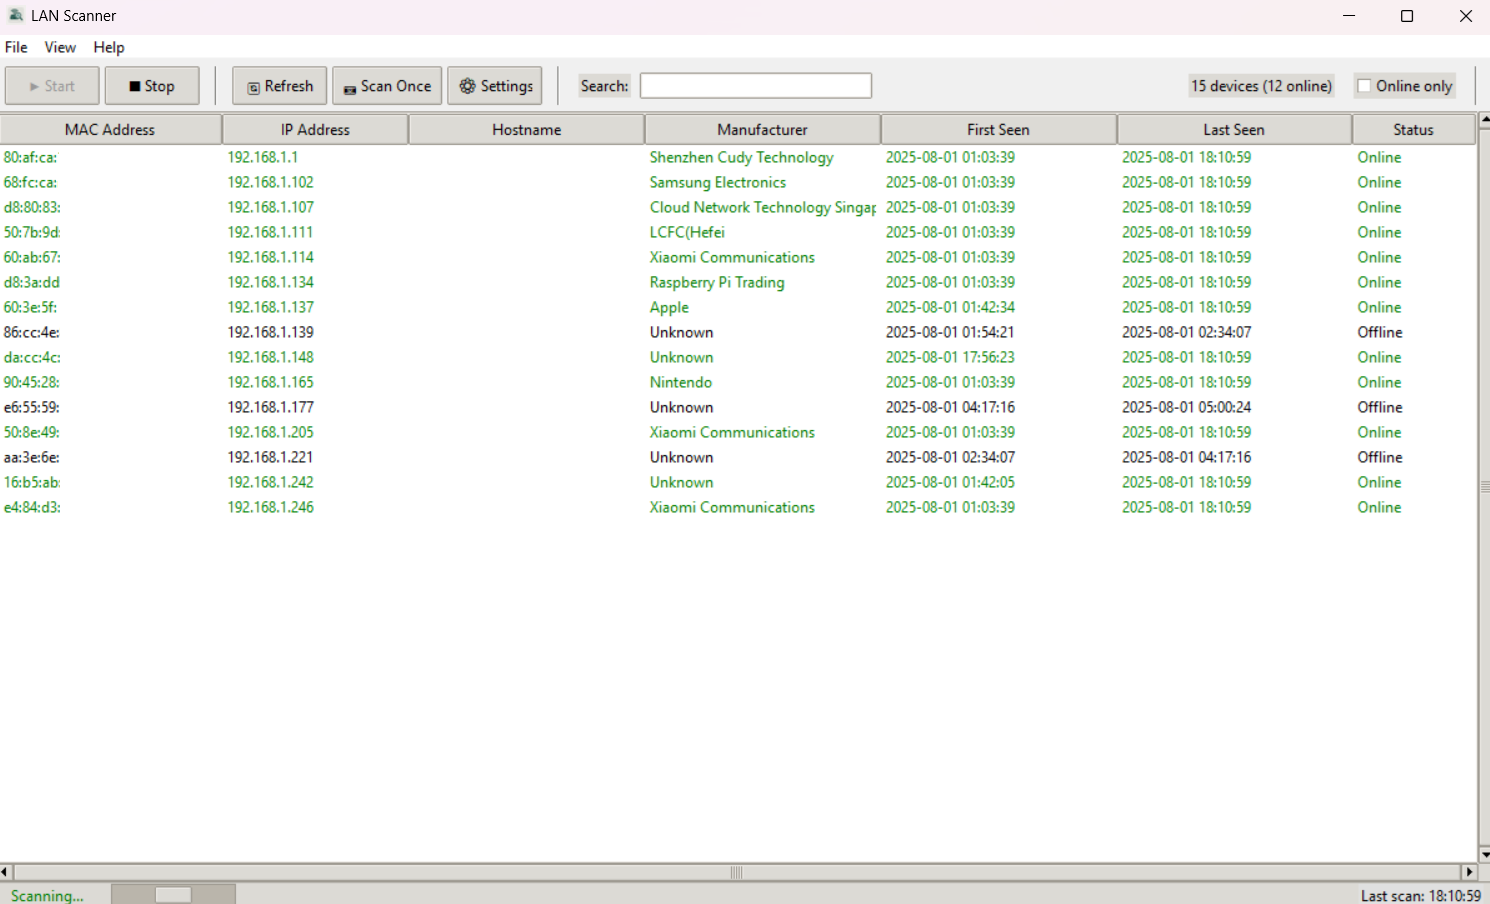 LAN Scanner
File View Help
Start Stop Refresh Scan Once Settings Search: 15 devices (12 online) Online only
MAC Address IP Address Hostname Manufacturer First Seen Last Seen Status
80:af:ca: 192.168.1.1 Shenzhen Cudy Technology 2025-08-01 01:03:39 2025-08-01 18:10:59 Online
68:fc:ca: 192.168.1.102 Samsung Electronics 2025-08-01 01:03:39 2025-08-01 18:10:59 Online
d8:80:83: 192.168.1.107 Cloud Network Technology Singap 2025-08-01 01:03:39 2025-08-01 18:10:59 Online
50:7b:9d: 192.168.1.111 LCFC(Hefei 2025-08-01 01:03:39 2025-08-01 18:10:59 Online
60:ab:67: 192.168.1.114 Xiaomi Communications 2025-08-01 01:03:39 2025-08-01 18:10:59 Online
d8:3a:dd 192.168.1.134 Raspberry Pi Trading 2025-08-01 01:03:39 2025-08-01 18:10:59 Online
60:3e:5f: 192.168.1.137 Apple 2025-08-01 01:42:34 2025-08-01 18:10:59 Online
86:cc:4e: 192.168.1.139 Unknown 2025-08-01 01:54:21 2025-08-01 02:34:07 Offline
da:cc:4c: 192.168.1.148 Unknown 2025-08-01 17:56:23 2025-08-01 18:10:59 Online
90:45:28: 192.168.1.165 Nintendo 2025-08-01 01:03:39 2025-08-01 18:10:59 Online
e6:55:59: 192.168.1.177 Unknown 2025-08-01 04:17:16 2025-08-01 05:00:24 Offline
50:8e:49: 192.168.1.205 Xiaomi Communications 2025-08-01 01:03:39 2025-08-01 18:10:59 Online
aa:3e:6e: 192.168.1.221 Unknown 2025-08-01 02:34:07 2025-08-01 04:17:16 Offline
16:b5:ab: 192.168.1.242 Unknown 2025-08-01 01:42:05 2025-08-01 18:10:59 Online
e4:84:d3: 192.168.1.246 Xiaomi Communications 2025-08-01 01:03:39 2025-08-01 18:10:59 Online
Scanning... Last scan: 18:10:59